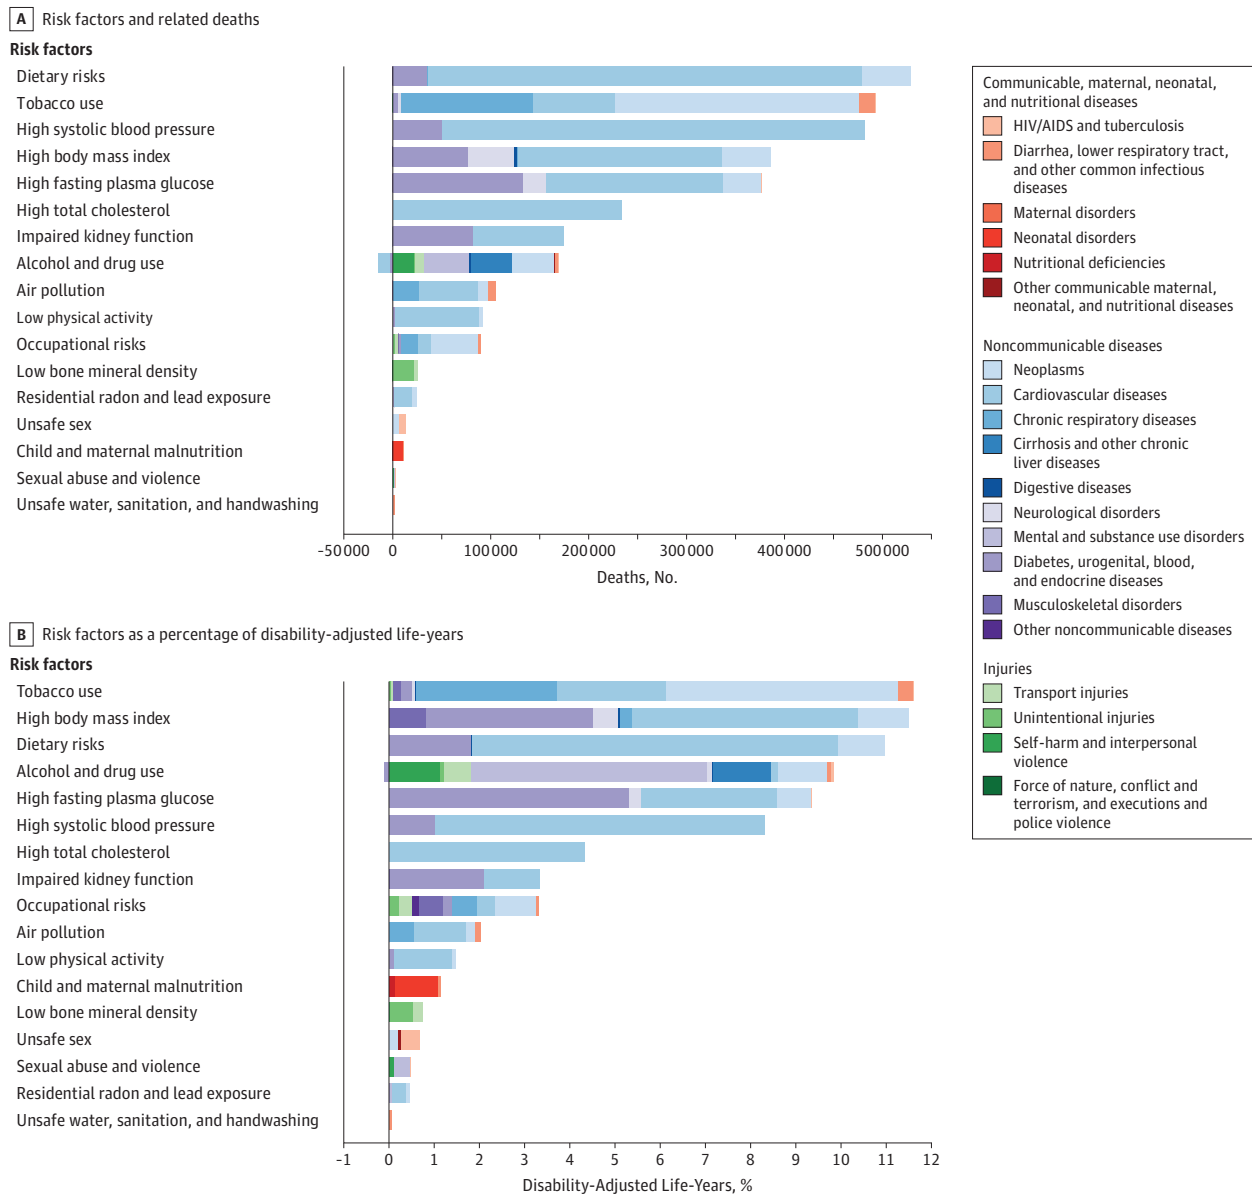 A Risk factors and related deaths
Risk factors
Dietary risks
Tobacco use
High systolic blood pressure
High body mass index
High fasting plasma glucose
High total cholesterol
Impaired kidney function
Alcohol and drug use
Air pollution
Low physical activity
Occupational risks
Low bone mineral density
Residential radon and lead exposure
Unsafe sex
Child and maternal malnutrition
Sexual abuse and violence
Unsafe water, sanitation, and handwashing
-50 000 0 100 000 200 000 300 000 400 000 500 000
Deaths, No.
B Risk factors as a percentage of disability-adjusted life-years
Risk factors
Tobacco use
High body mass index
Dietary risks
Alcohol and drug use
High fasting plasma glucose
High systolic blood pressure
High total cholesterol
Impaired kidney function
Occupational risks
Air pollution
Low physical activity
Child and maternal malnutrition
Low bone mineral density
Unsafe sex
Sexual abuse and violence
Residential radon and lead exposure
Unsafe water, sanitation, and handwashing
-1 0 1 2 3 4 5 6 7 8 9 10 11 12
Disability-Adjusted Life-Years, %
Communicable, maternal, neonatal,
and nutritional diseases
HIV/AIDS and tuberculosis
Diarrhea, lower respiratory tract,
and other common infectious
diseases
Maternal disorders
Neonatal disorders
Nutritional deficiencies
Other communicable maternal,
neonatal, and nutritional diseases
Noncommunicable diseases
Neoplasms
Cardiovascular diseases
Chronic respiratory diseases
Cirrhosis and other chronic
liver diseases
Digestive diseases
Neurological disorders
Mental and substance use disorders
Diabetes, urogenital, blood,
and endocrine diseases
Musculoskeletal disorders
Other noncommunicable diseases
Injuries
Transport injuries
Unintentional injuries
Self-harm and interpersonal
violence
Force of nature, conflict and
terrorism, and executions and
police violence